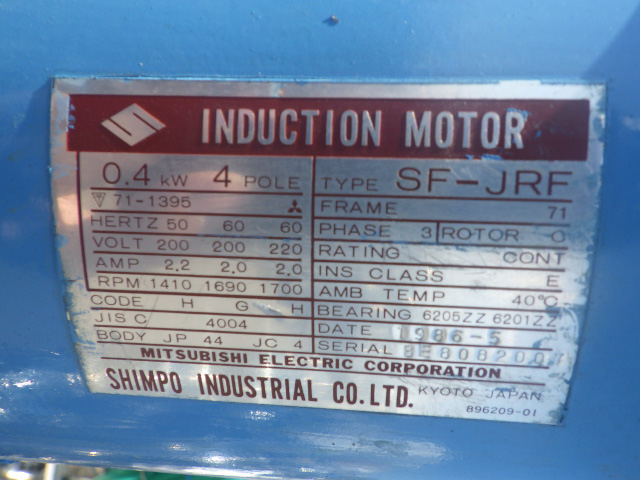 INDUCTION MOTOR
0.4 kW 4 POLE
71-1395
HERTZ 50 60 60
VOLT 200 200 220
AMP 2.2 2.0 2.0
RPM 1410 1690 1700
CODE H G H
JIS C 4004
BODY JP 44 JC 4
TYPE SF-JRF
FRAME 71
PHASE 3 ROTOR O
RATING CONT
INS CLASS E
AMB TEMP 40℃
BEARING 6205ZZ 6201ZZ
DATE 1986-5
SERIAL
MITSUBISHI ELECTRIC CORPORATION
SHIMPO INDUSTRIAL CO.LTD. KYOTO JAPAN
896209-01